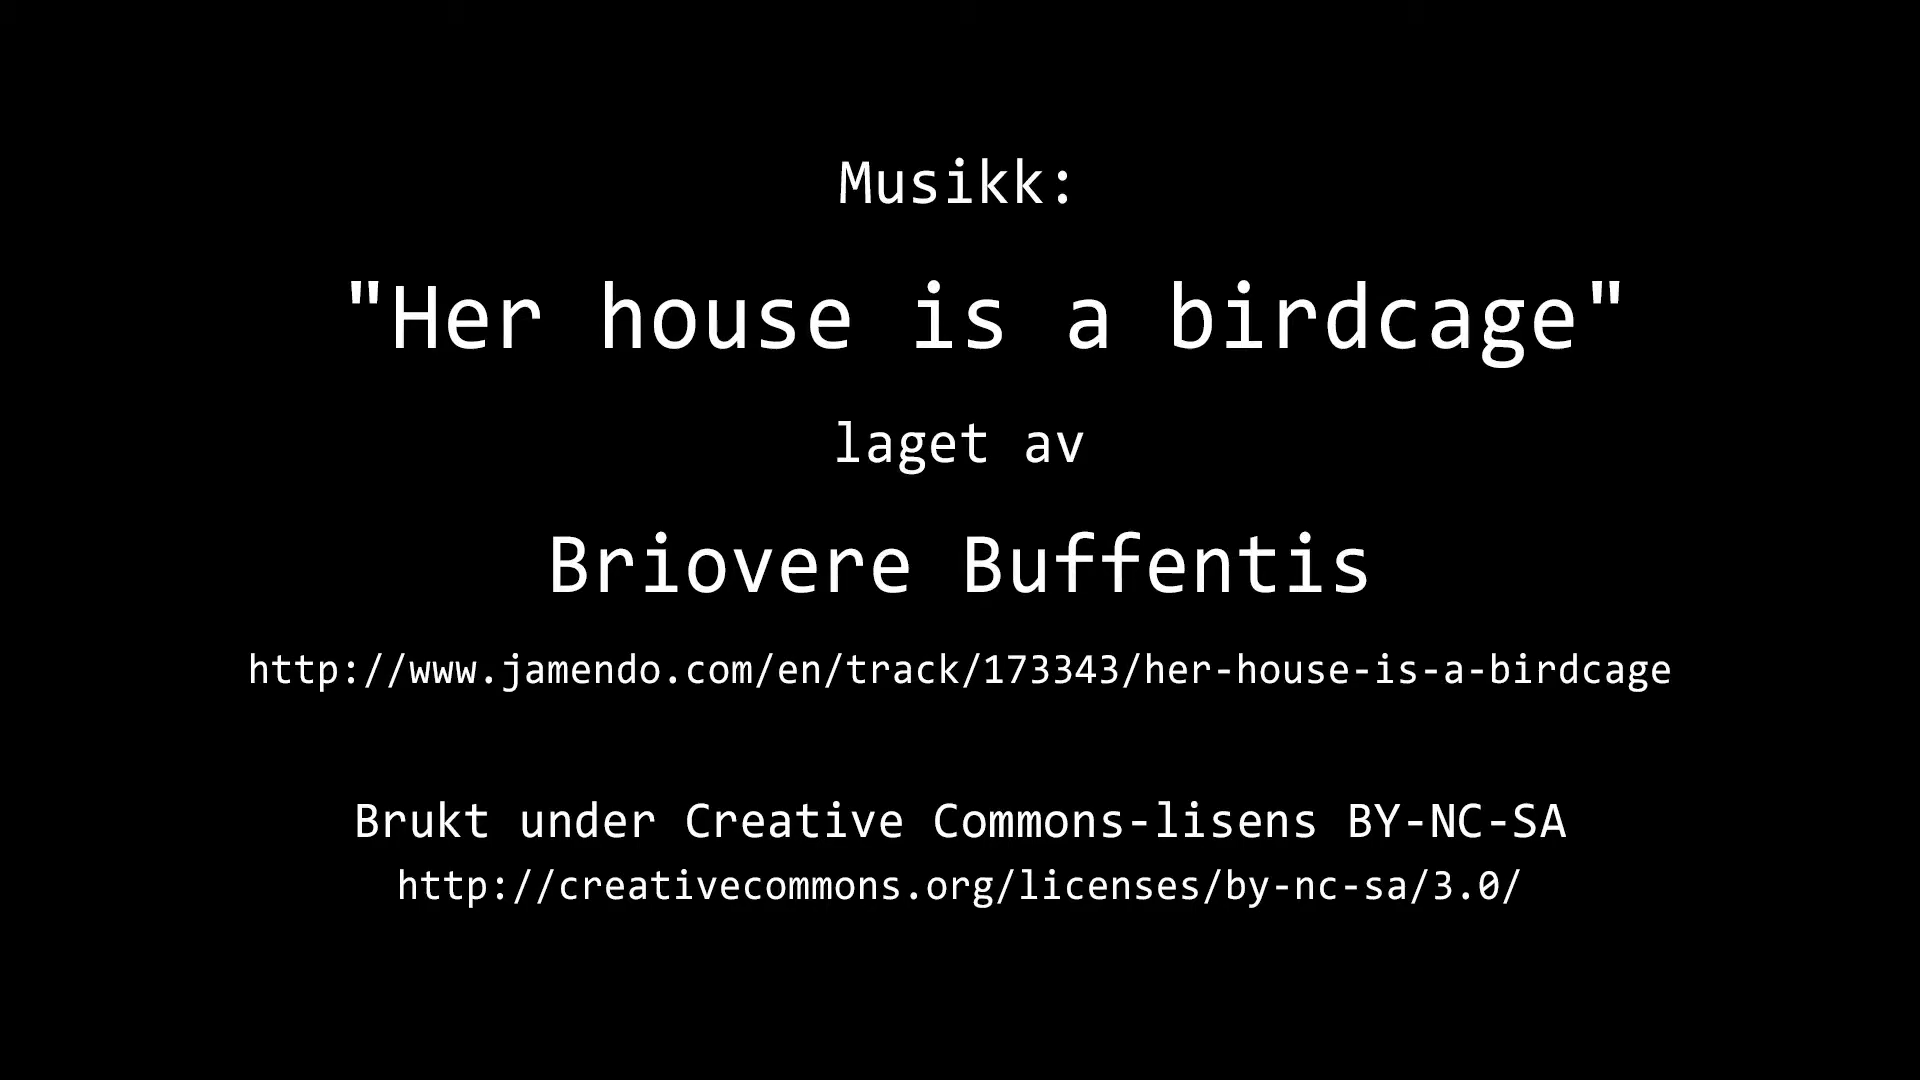 Musikk:
"Her house is a birdcage"
laget av
Briovere Buffentis
http://www.jamendo.com/en/track/173343/her-house-is-a-birdcage
Brukt under Creative Commons-lisens BY-NC-SA
http://creativecommons.org/licenses/by-nc-sa/3.0/